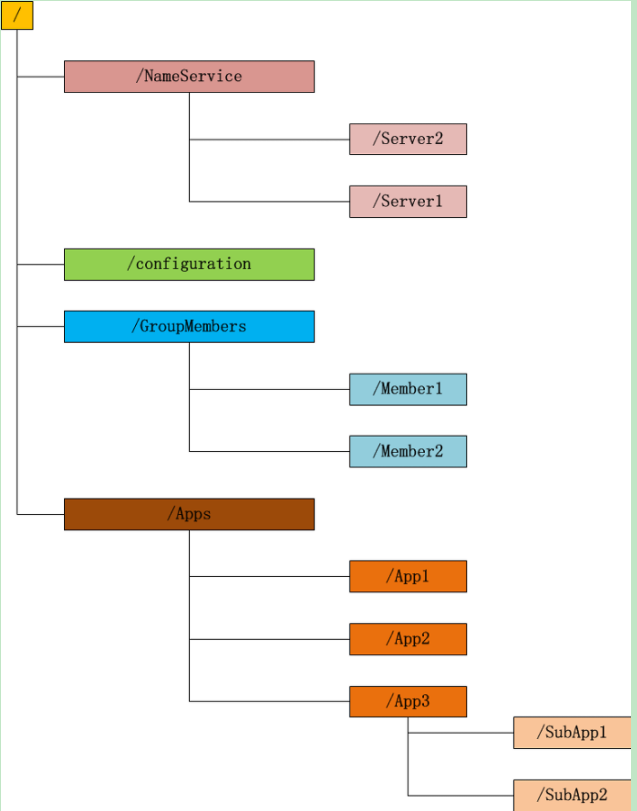 /
/NameService
/Server2
/Server1
/configuration
/GroupMembers
/Member1
/Member2
/Apps
/App1
/App2
/App3
/SubApp1
/SubApp2